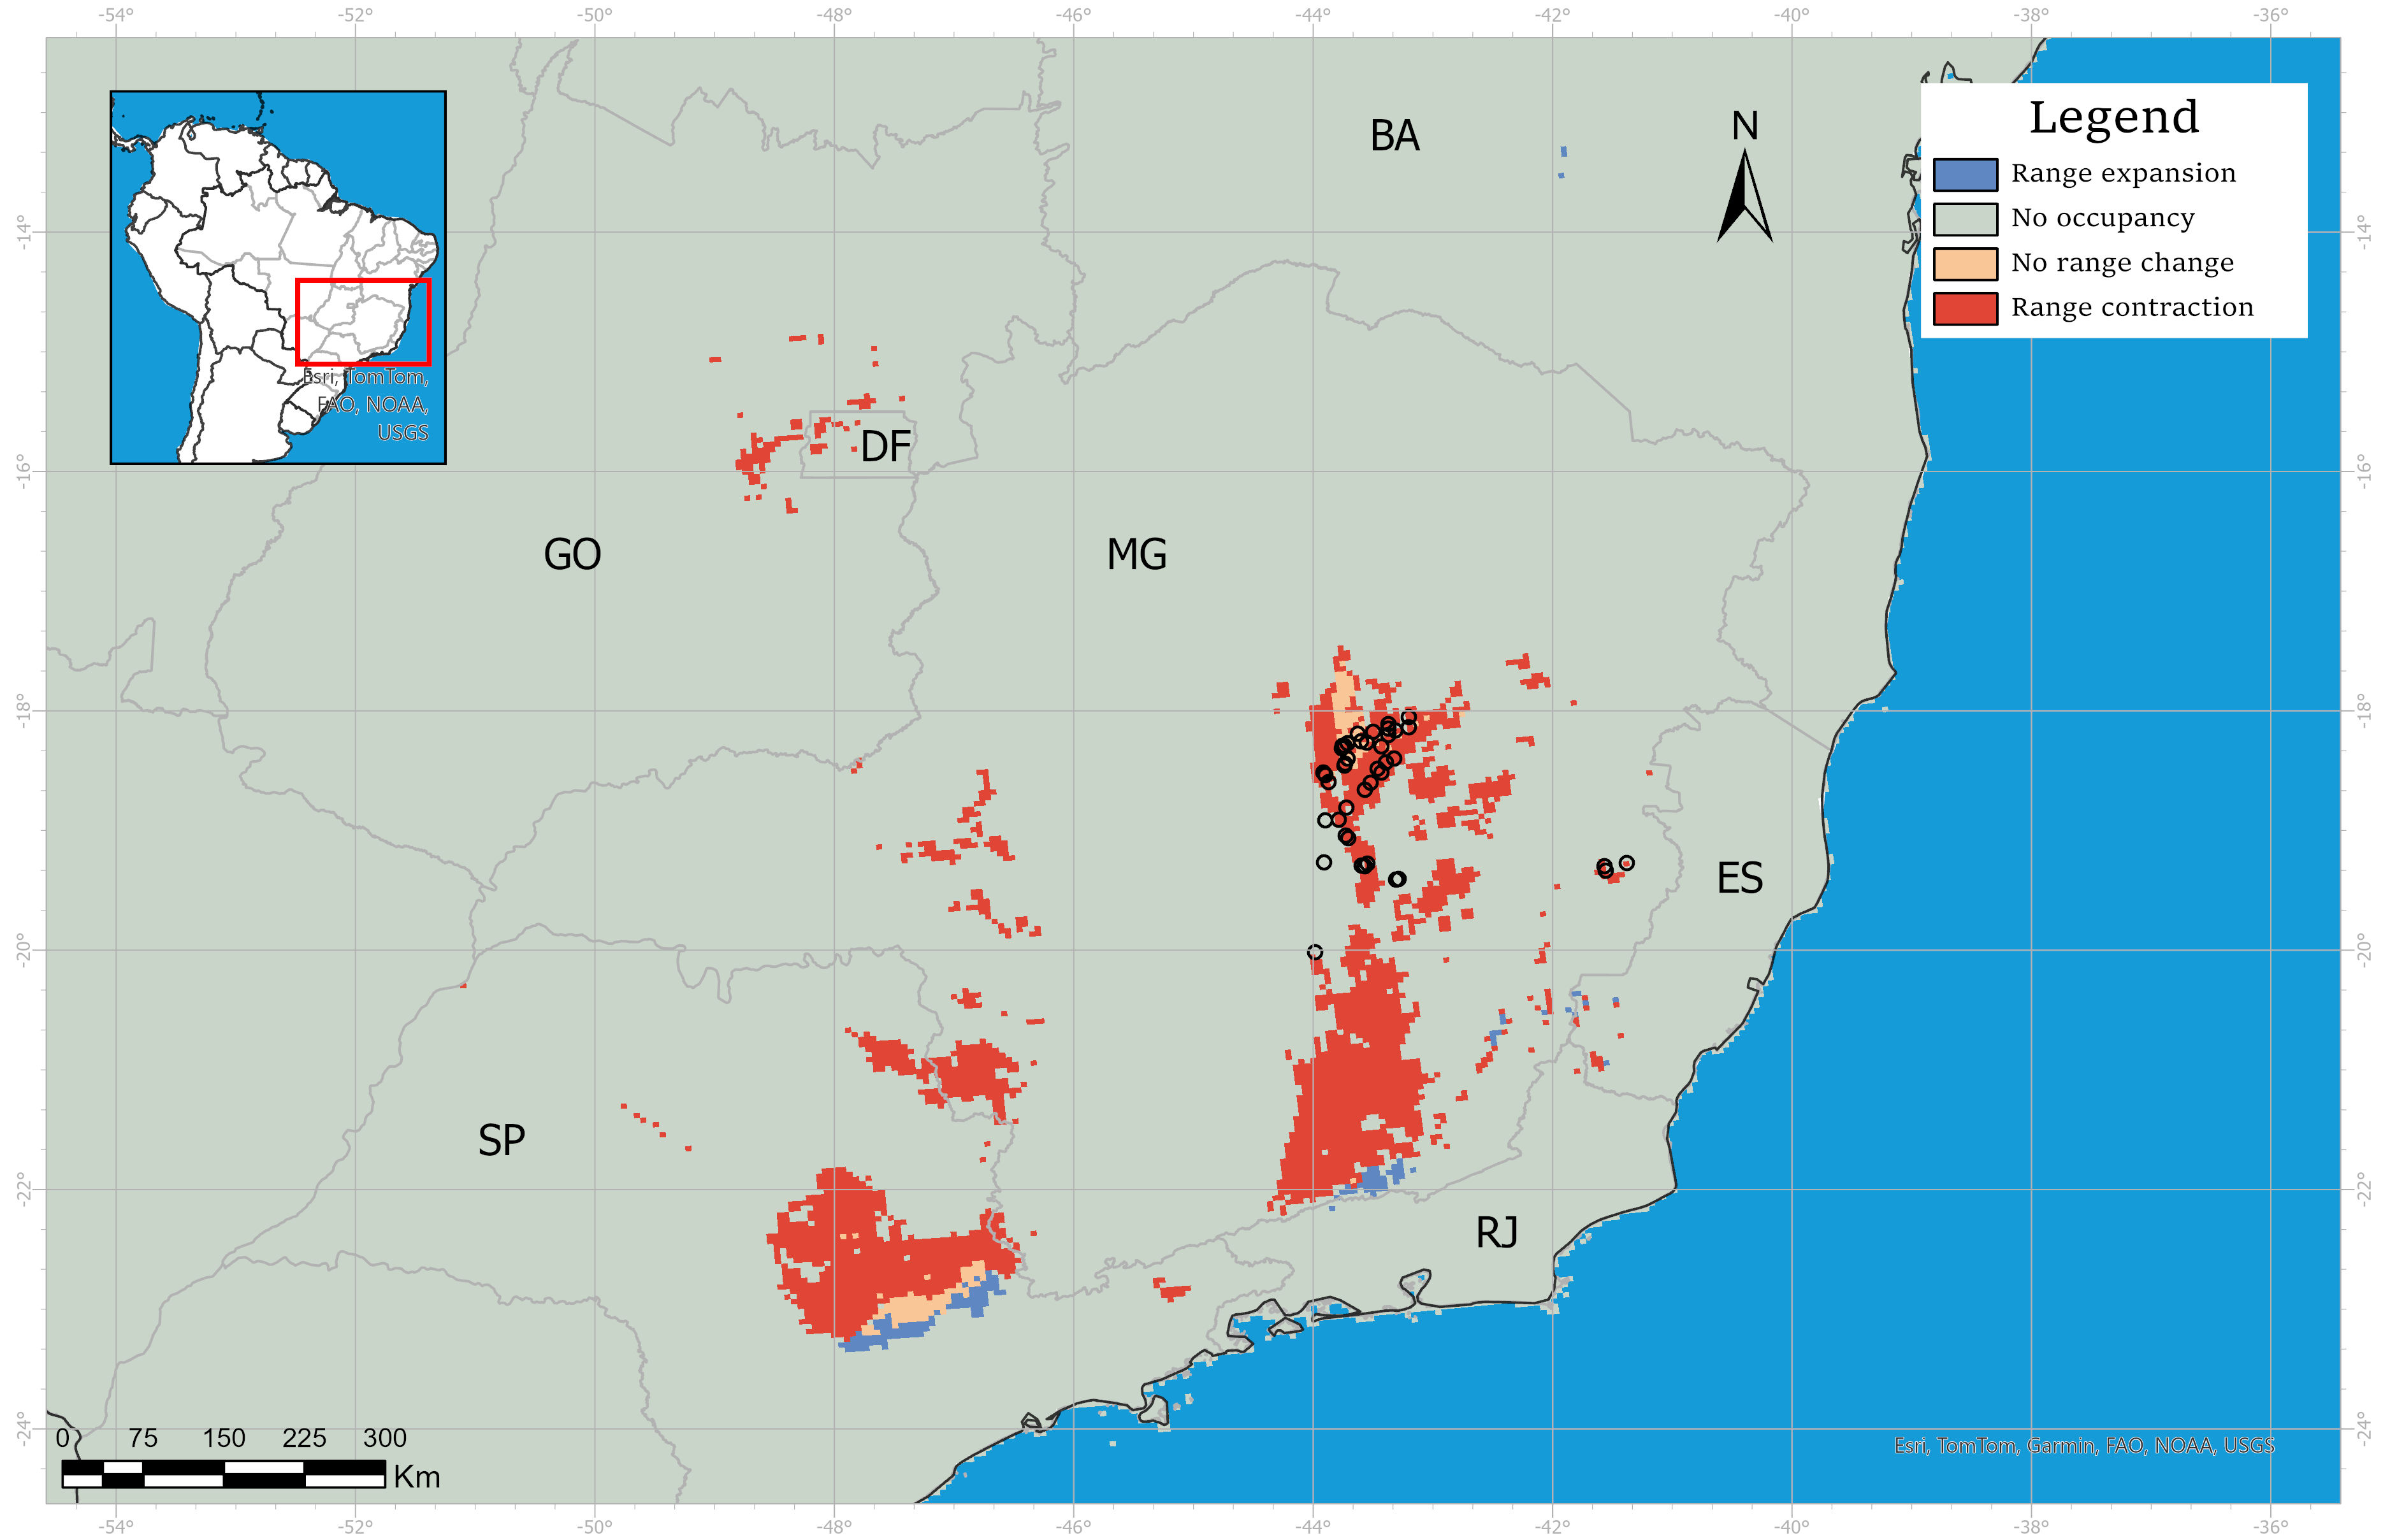 -54° -52° -50° -48° -46° -44° -42° -40° -38° -36°
BA
N
Legend
Range expansion
No occupancy
No range change
Range contraction
-14° -14°
Esri, TomTom,
FAO, NOAA,
USGS
DF
-16° -16°
GO MG
-18° -18°
ES
-20° -20°
SP
-22° -22°
RJ
-24° -24°
0 75 150 225 300
Km
Esri, TomTom, Garmin, FAO, NOAA, USGS
-54° -52° -50° -48° -46° -44° -42° -40° -38° -36°